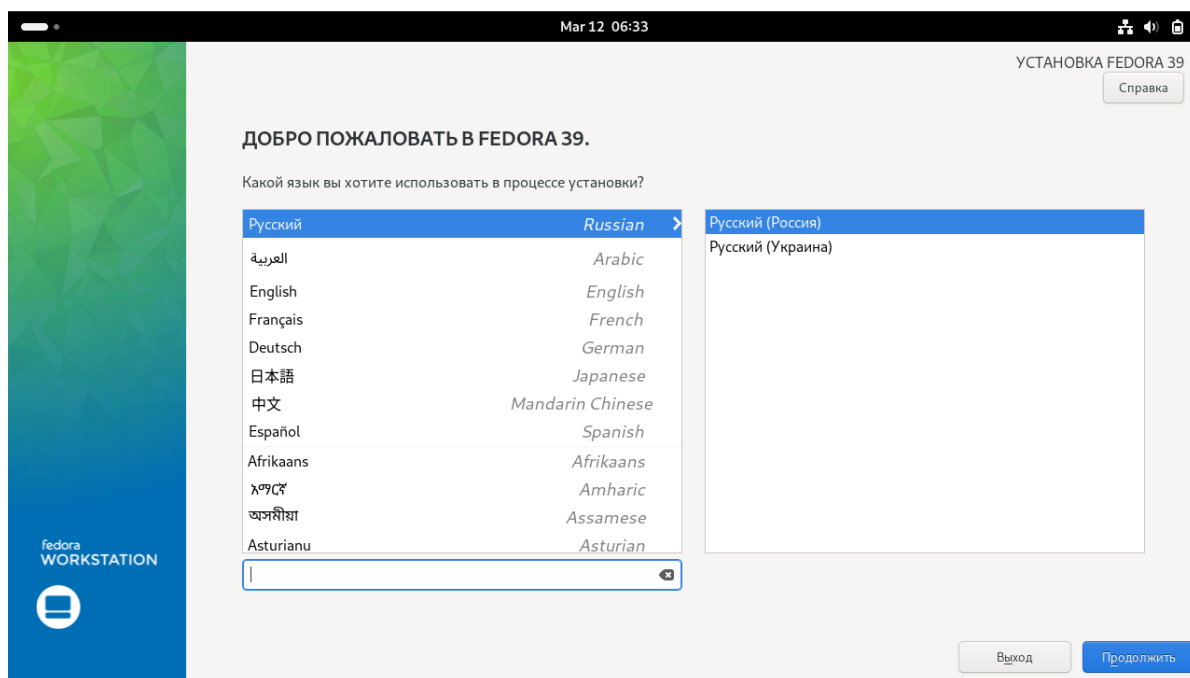 Mar 12 06:33
УСТАНОВКА FEDORA 39
Справка
ДОБРО ПОЖАЛОВАТЬ В FEDORA 39.
Какой язык вы хотите использовать в процессе установки?
Русский Russian
العربية Arabic
English English
Français French
Deutsch German
日本語 Japanese
中文 Mandarin Chinese
Español Spanish
Afrikaans Afrikaans
አማርኛ Amharic
অসমীয়া Assamese
Asturianu Asturian
Русский (Россия)
Русский (Украина)
fedora
WORKSTATION
Выход
Продолжить